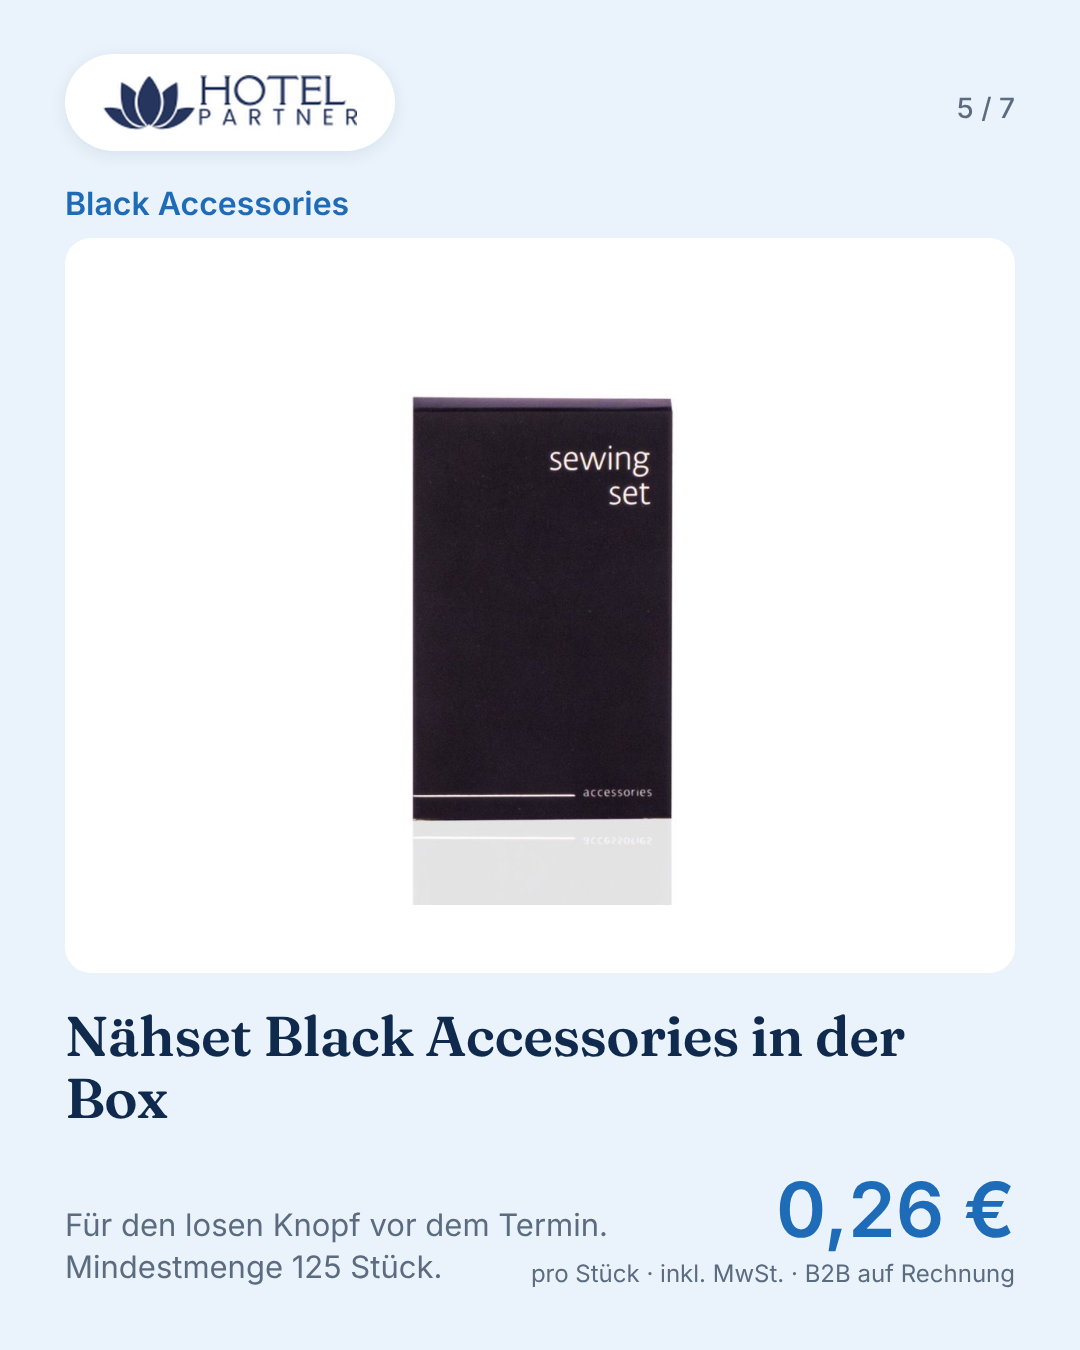 HOTEL
PARTNER
5 / 7
Black Accessories
sewing
set
accessories
Nähset Black Accessories in der
Box
Für den losen Knopf vor dem Termin.
Mindestmenge 125 Stück.
0,26 €
pro Stück · inkl. MwSt. · B2B auf Rechnung